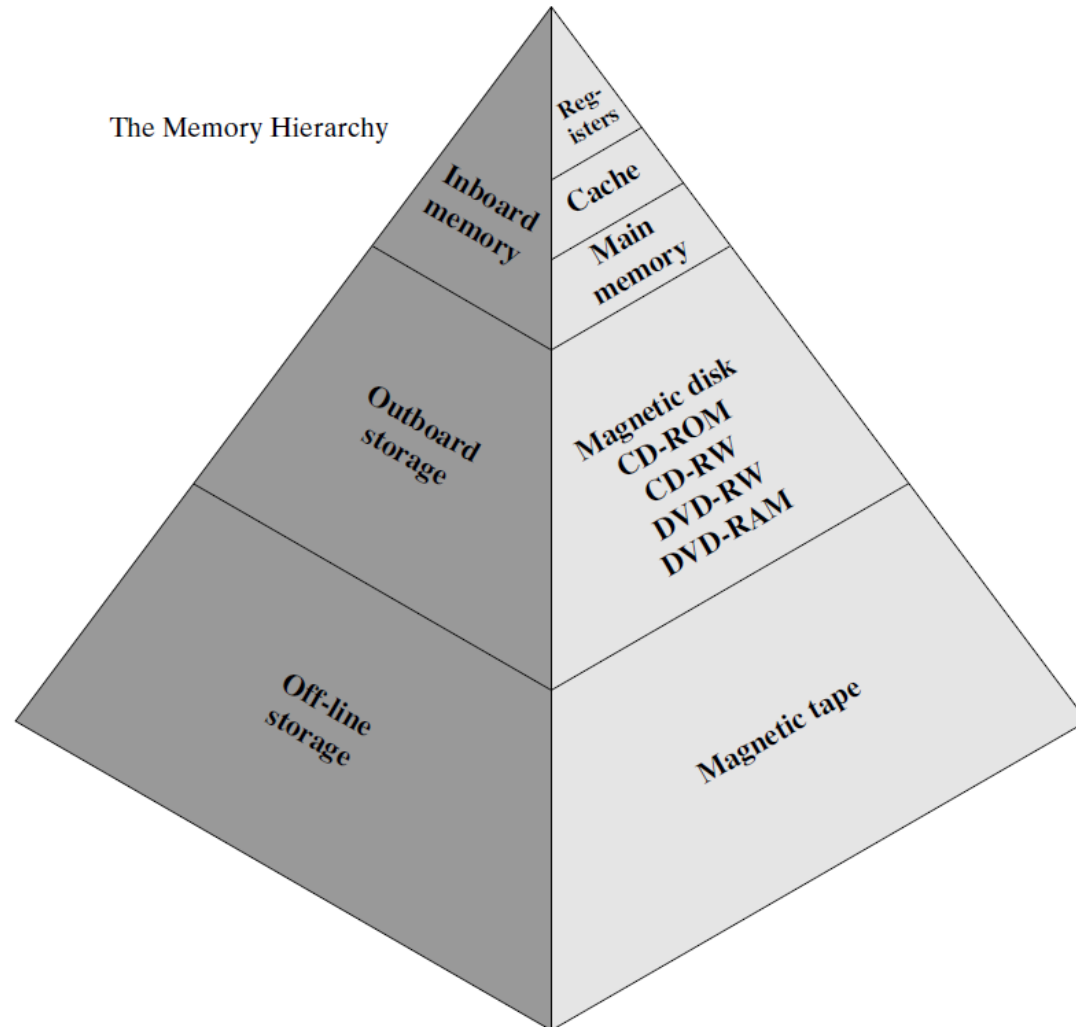 The Memory Hierarchy
Reg-
isters
Cache
Main
memory
Inboard
memory
Outboard
storage
Magnetic disk
CD-ROM
CD-RW
DVD-RW
DVD-RAM
Off-line
storage
Magnetic tape